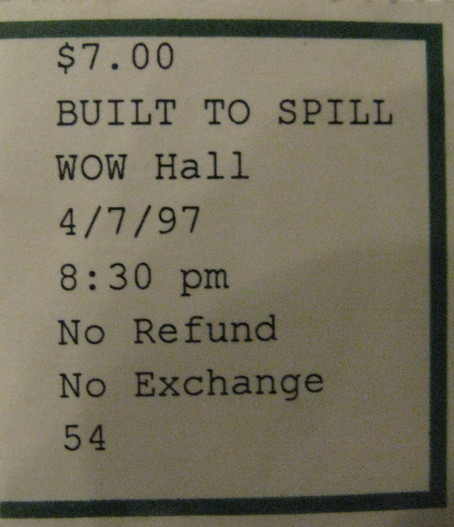 $7.00
BUILT TO SPILL
WOW Hall
4/7/97
8:30 pm
No Refund
No Exchange
54